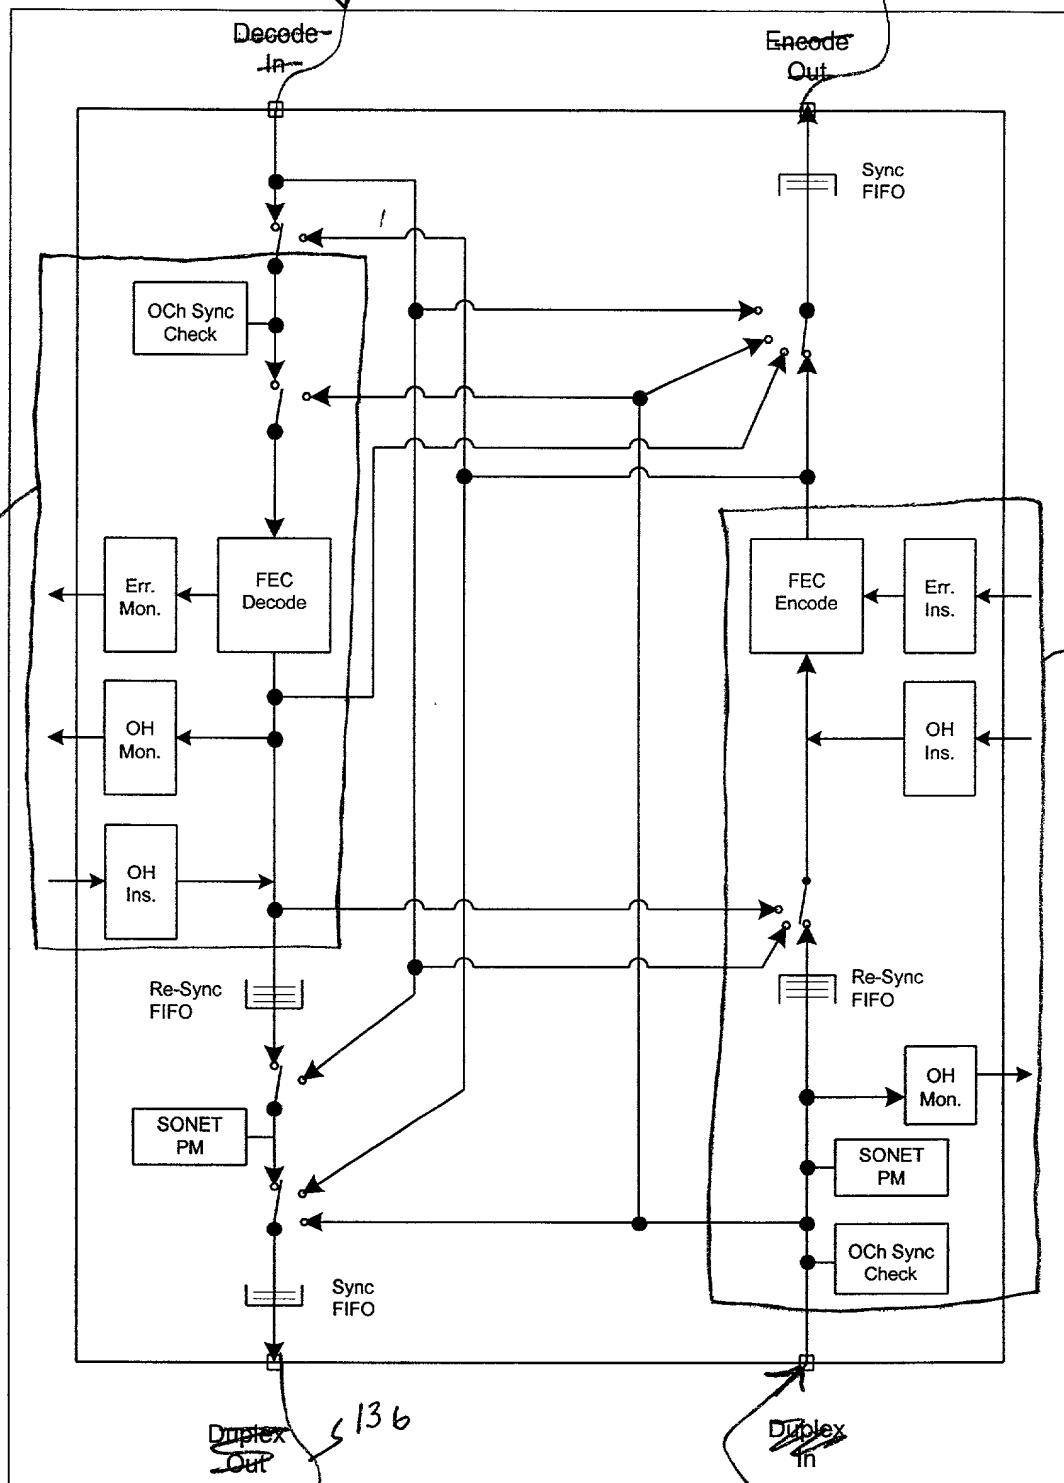 Decode
In
Encode
Out
Sync
FIFO
OCh Sync
Check
Err.
Mon.
FEC
Decode
FEC
Encode
Err.
Ins.
OH
Mon.
OH
Ins.
OH
Ins.
Re-Sync
FIFO
Re-Sync
FIFO
OH
Mon.
SONET
PM
SONET
PM
OCh Sync
Check
Sync
FIFO
136
Duplex
Out
Duplex
In